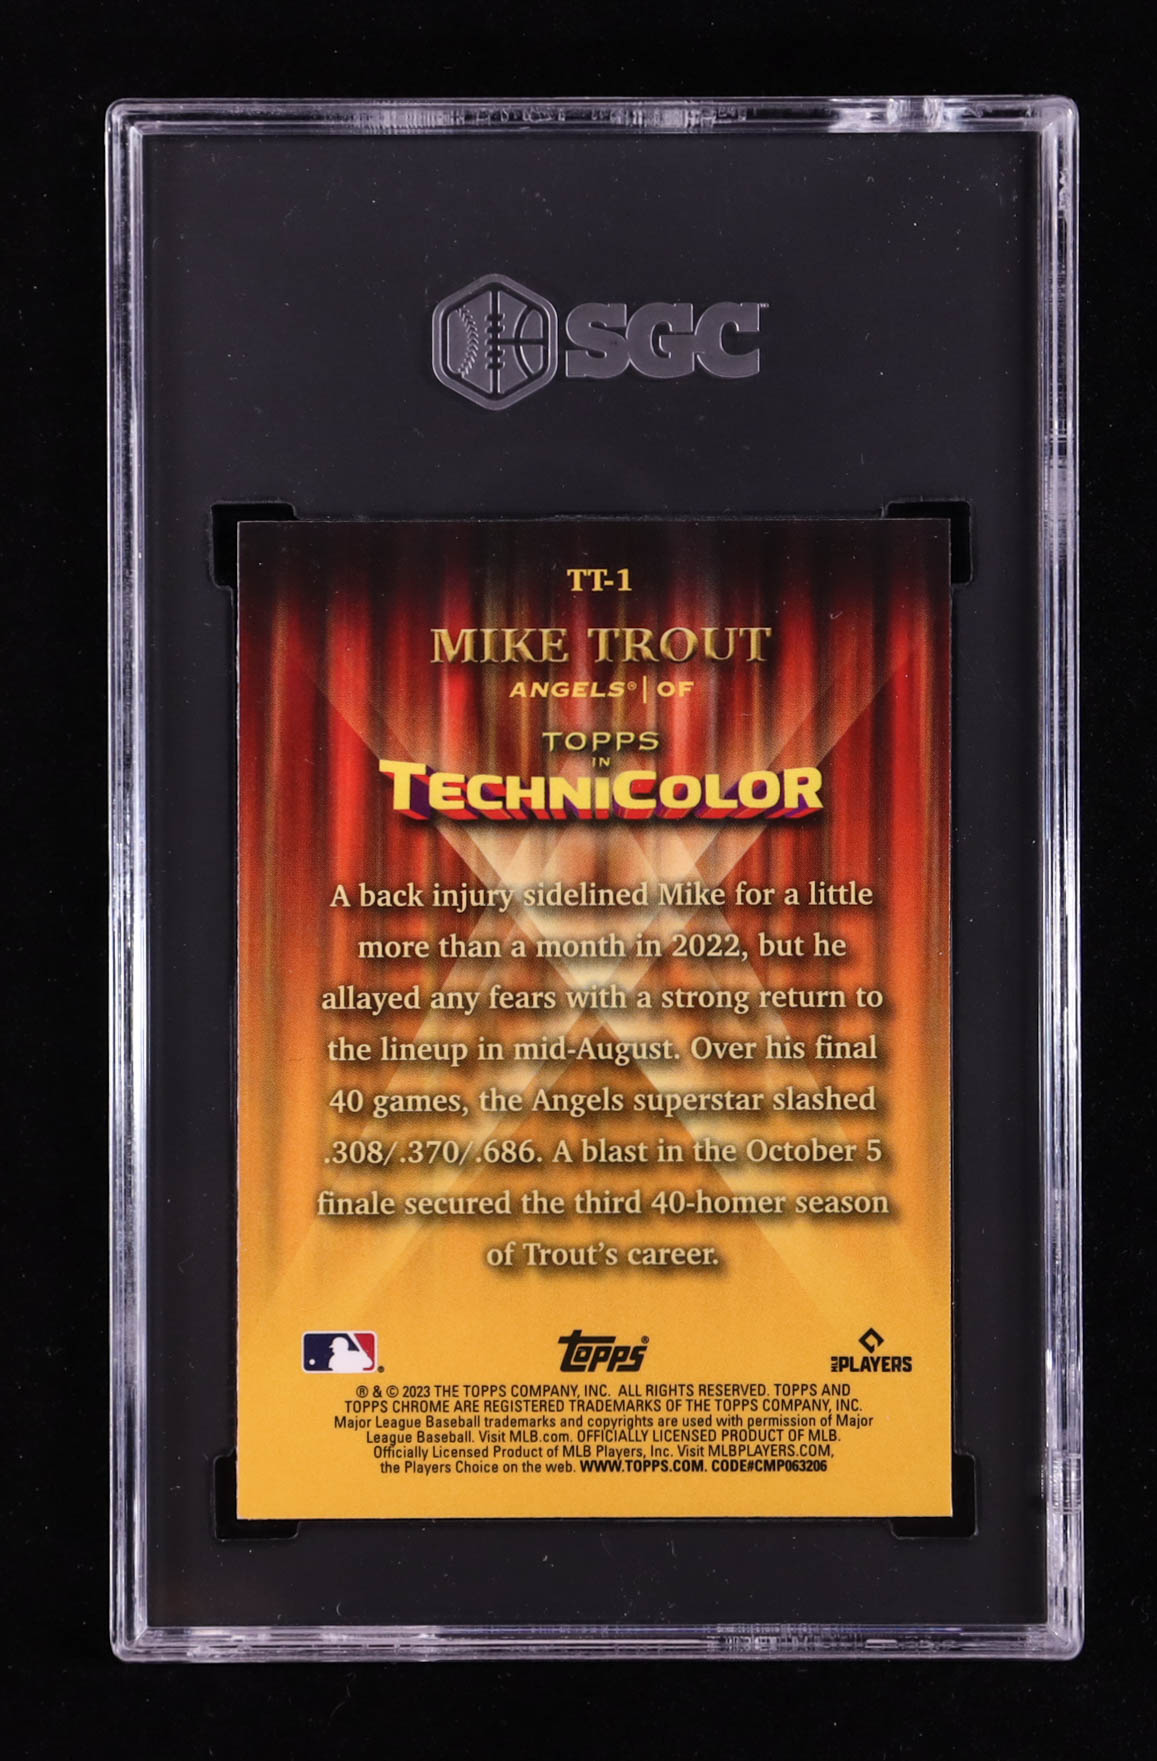 SGC™
TT-1
MIKE TROUT
ANGELS® | OF
TOPPS
IN
TECHNICOLOR
A back injury sidelined Mike for a little
more than a month in 2022, but he
allayed any fears with a strong return to
the lineup in mid-August. Over his final
40 games, the Angels superstar slashed
.308/.370/.686. A blast in the October 5
finale secured the third 40-homer season
of Trout's career.
®
Topps®
MLB PLAYERS
® & © 2023 THE TOPPS COMPANY, INC. ALL RIGHTS RESERVED. TOPPS AND
TOPPS CHROME ARE REGISTERED TRADEMARKS OF THE TOPPS COMPANY, INC.
Major League Baseball trademarks and copyrights are used with permission of Major
League Baseball. Visit MLB.com. OFFICIALLY LICENSED PRODUCT OF MLB.
Officially Licensed Product of MLB Players, Inc. Visit MLBPLAYERS.COM,
the Players Choice on the web. WWW.TOPPS.COM. CODE#CMP063206